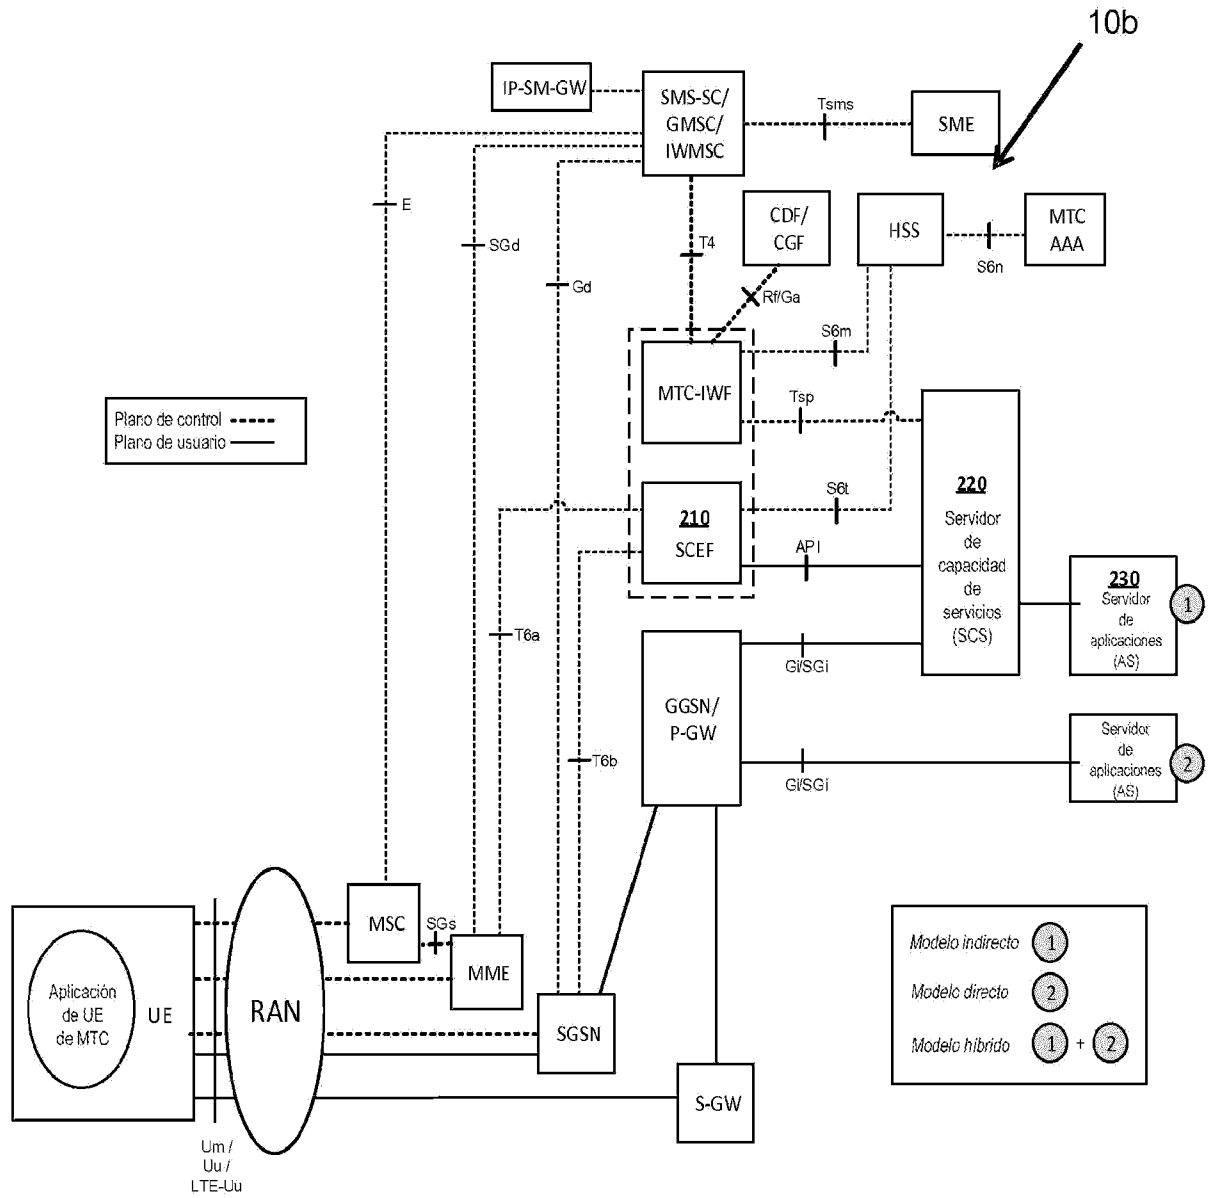 10b
IP-SM-GW
SMS-SC/
GMSC/
IWMSC
Tsms
SME
E
SGd
Gd
T4
CDF/
CGF
HSS
MTC
AAA
S6n
Rf/Ga
S6m
MTC-IWF
Tsp
Plano de control
Plano de usuario
S6t
210
SCEF
API
220
Servidor
de
capacidad
de
servicios
(SCS)
230
Servidor
de
aplicaciones
(AS)
1
T6a
Gi/SGi
GGSN/
P-GW
T6b
Gi/SGi
Servidor
de
aplicaciones
(AS)
2
MSC
SGs
MME
SGSN
S-GW
RAN
Aplicación
de UE
de MTC
UE
Um /
Uu /
LTE-Uu
Modelo indirecto 1
Modelo directo 2
Modelo híbrido 1 + 2